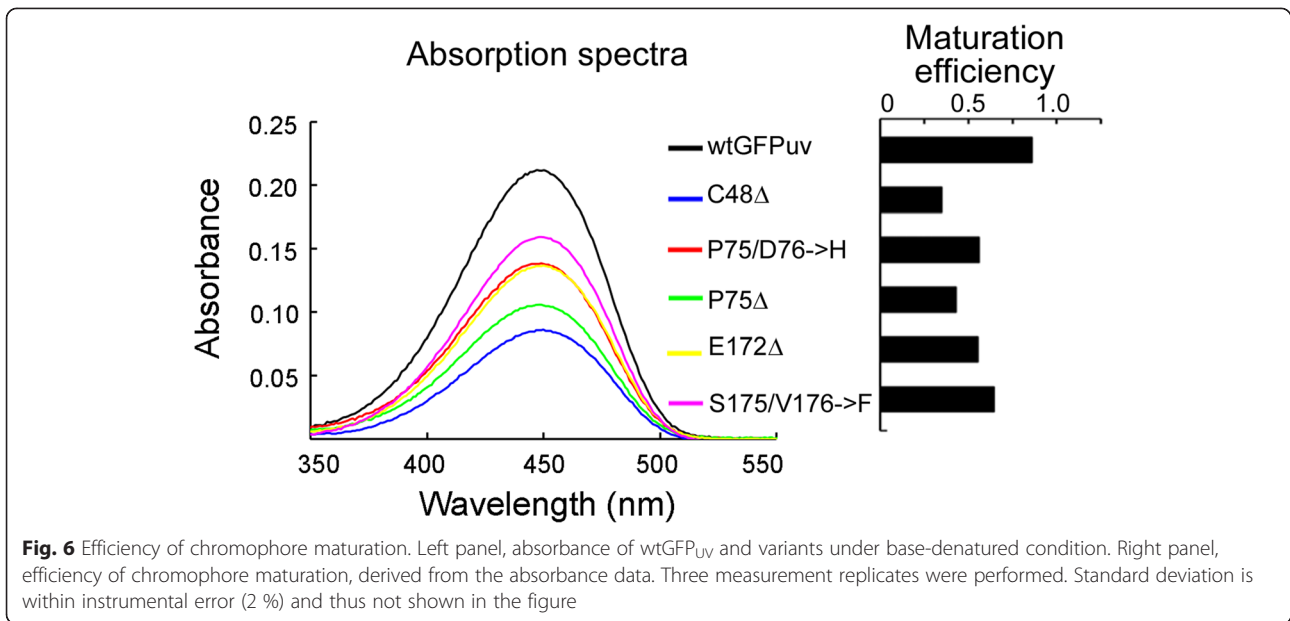 Absorption spectra
Maturation
efficiency
0 0.5 1.0
0.25
0.20
0.15
0.10
0.05
Absorbance
wtGFPuv
C48Δ
P75/D76->H
P75Δ
E172Δ
S175/V176->F
350 400 450 500 550
Wavelength (nm)
Fig. 6 Efficiency of chromophore maturation. Left panel, absorbance of wtGFPUV and variants under base-denatured condition. Right panel,
efficiency of chromophore maturation, derived from the absorbance data. Three measurement replicates were performed. Standard deviation is
within instrumental error (2 %) and thus not shown in the figure